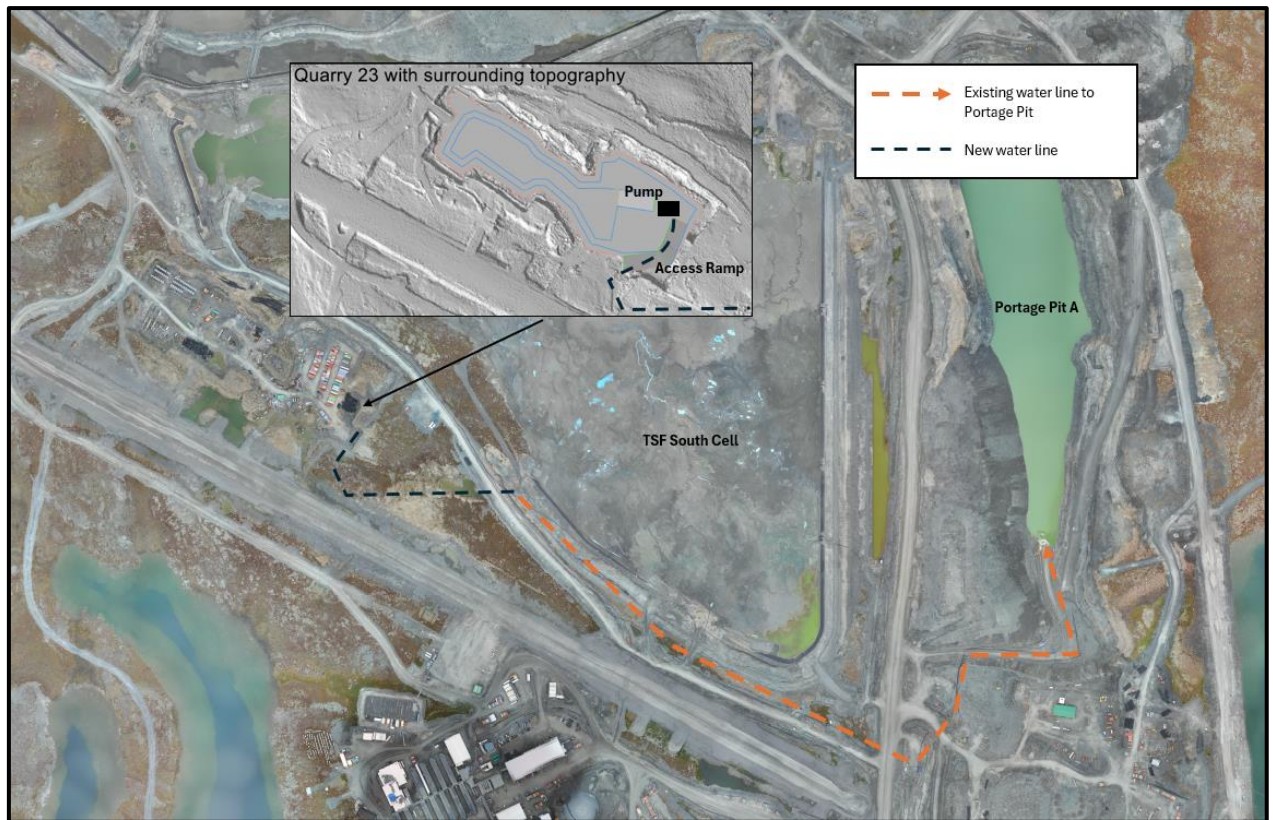 Quarry 23 with surrounding topography
Pump
Access Ramp
Existing water line to
Portage Pit
New water line
Portage Pit A
TSF South Cell